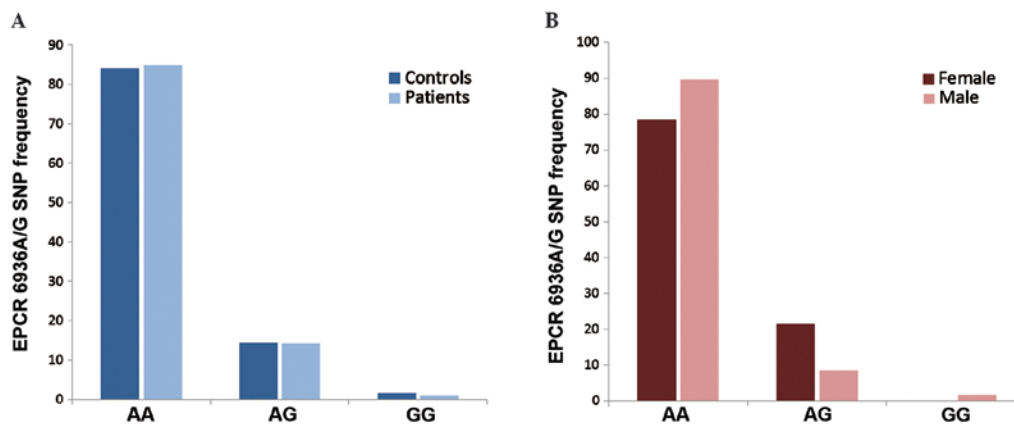 A
EPCR 6936A/G SNP frequency
90
80
70
60
50
40
30
20
10
0
Controls
Patients
AA
AG
GG
B
EPCR 6936A/G SNP frequency
100
90
80
70
60
50
40
30
20
10
0
Female
Male
AA
AG
GG